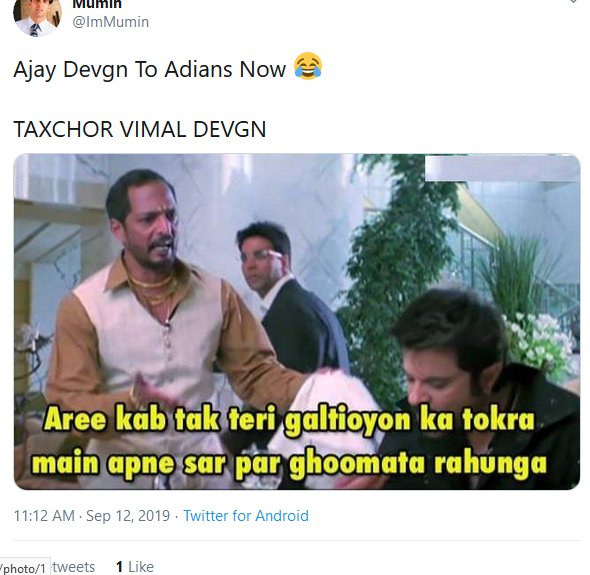 Mumin
@ImMumin
Ajay Devgn To Adians Now 😂
TAXCHOR VIMAL DEVGN
Aree kab tak teri galtioyon ka tokra
main apne sar par ghoomata rahunga
11:12 AM · Sep 12, 2019 · Twitter for Android
/photo/1 tweets 1 Like